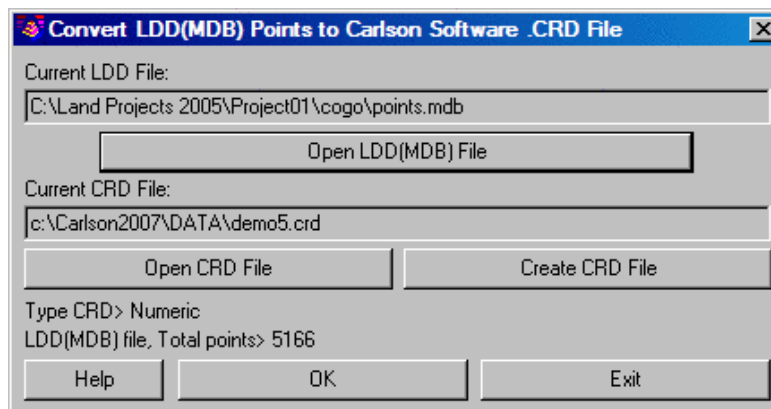 Convert LDD(MDB) Points to Carlson Software .CRD File
Current LDD File:
C:\Land Projects 2005\Project01\cogo\points.mdb
Open LDD(MDB) File
Current CRD File:
c:\Carlson2007\DATA\demo5.crd
Open CRD File Create CRD File
Type CRD> Numeric
LDD(MDB) file, Total points> 5166
Help OK Exit